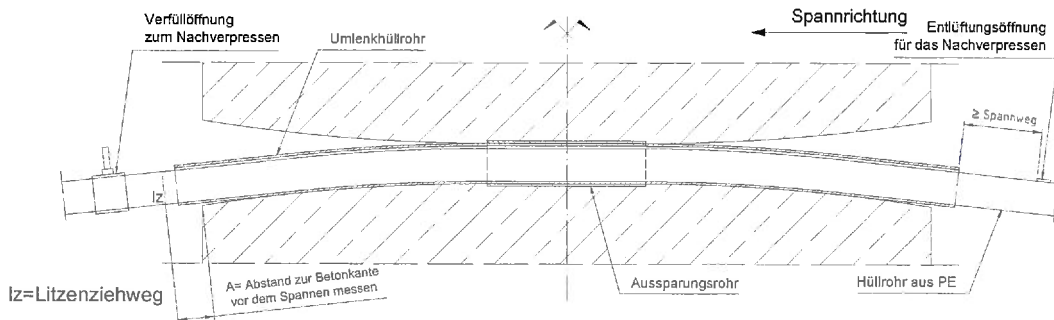 Verfüllöffnung
zum Nachverpressen
Umlenkhüllrohr
Spannrichtung
Entlüftungsöffnung
für das Nachverpressen
≥ Spannweg
lz
A= Abstand zur Betonkante
vor dem Spannen messen
lz=Litzenziehweg
Aussparungsrohr
Hüllrohr aus PE